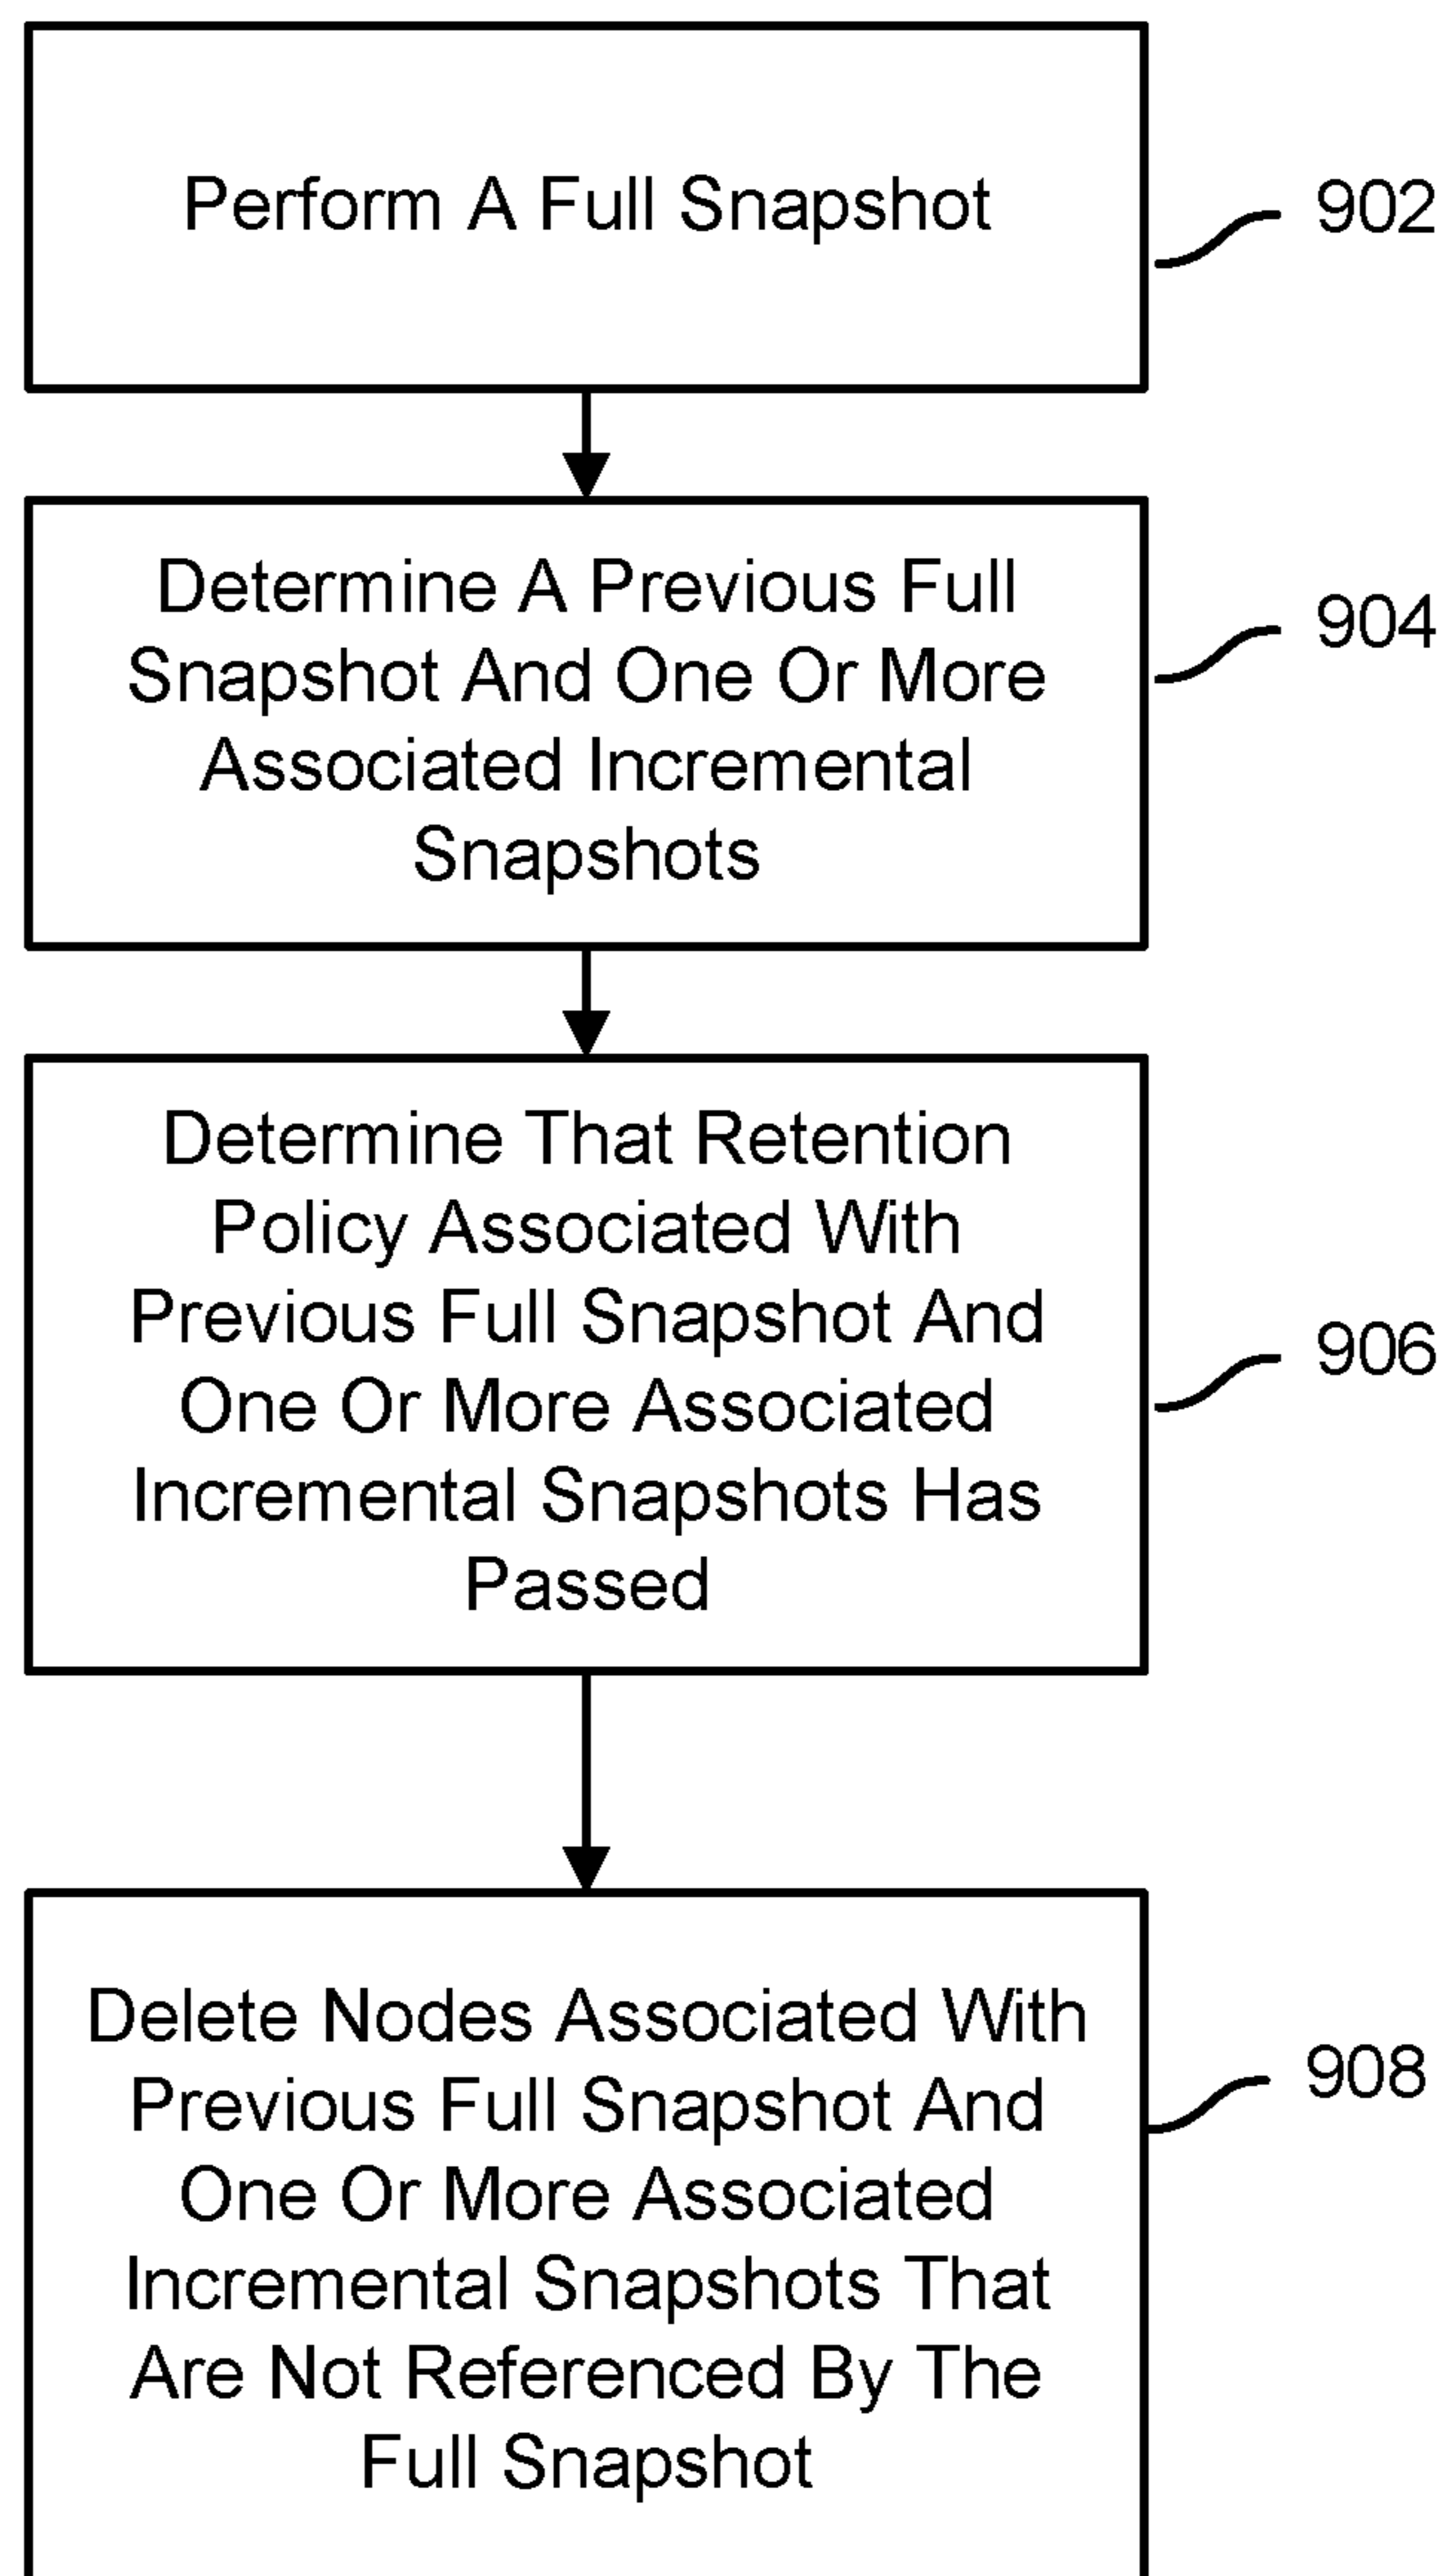 Perform A Full Snapshot
902
Determine A Previous Full
Snapshot And One Or More
Associated Incremental
Snapshots
904
Determine That Retention
Policy Associated With
Previous Full Snapshot And
One Or More Associated
Incremental Snapshots Has
Passed
906
Delete Nodes Associated With
Previous Full Snapshot And
One Or More Associated
Incremental Snapshots That
Are Not Referenced By The
Full Snapshot
908